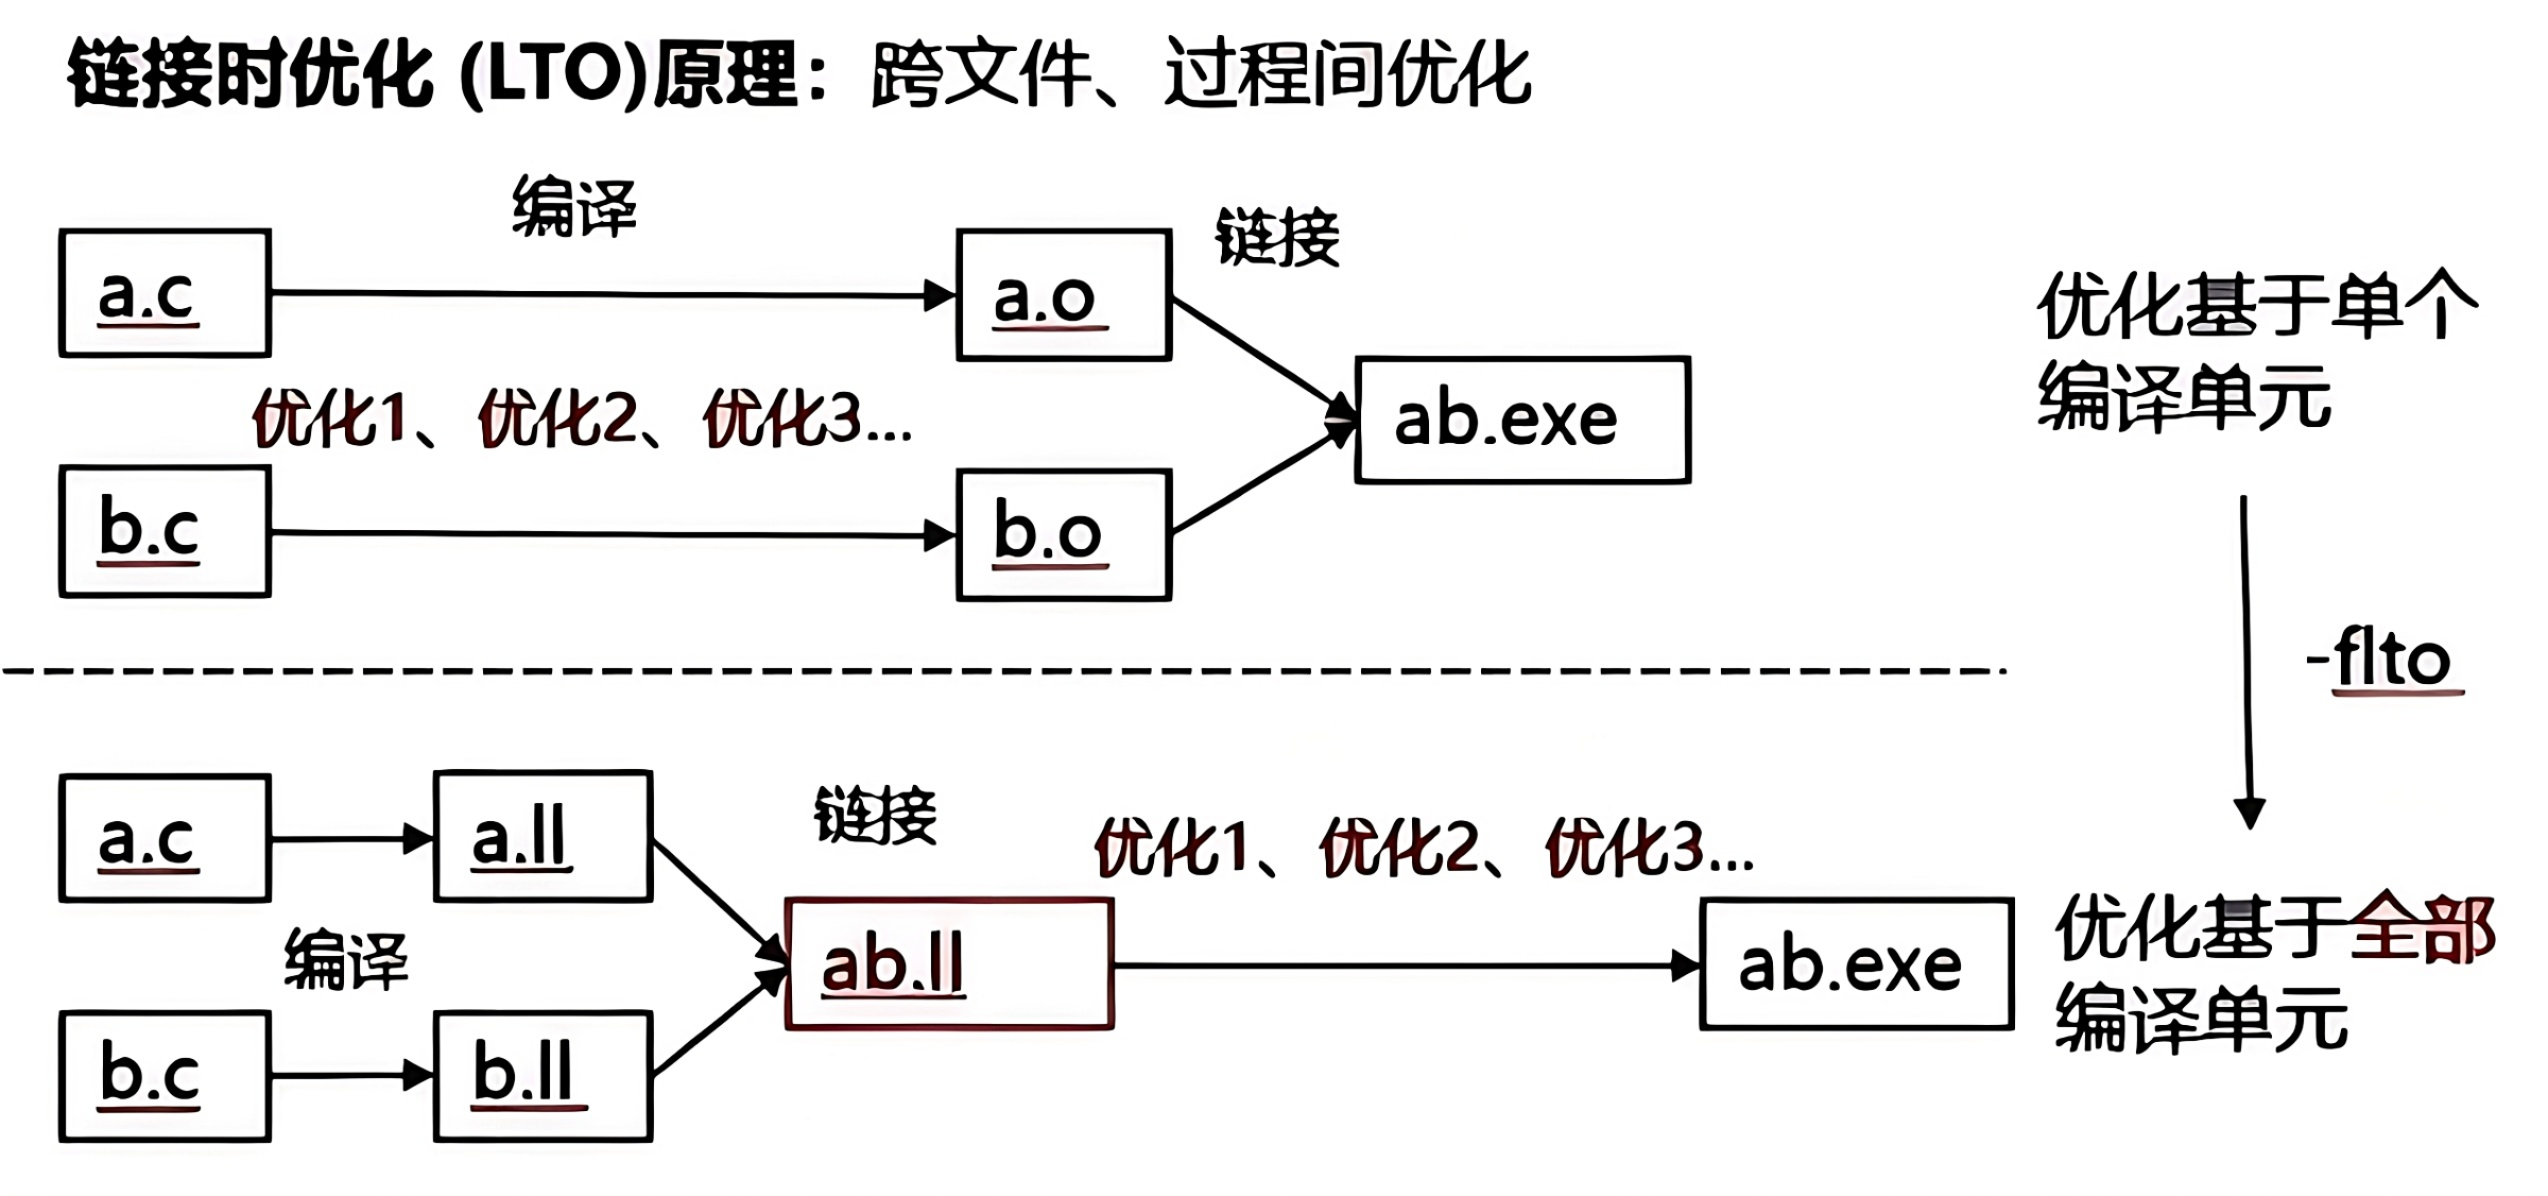 链接时优化 (LTO)原理：跨文件、过程间优化
编译
链接
a.c
a.o
优化1、优化2、优化3...
ab.exe
b.c
b.o
优化基于单个
编译单元
-flto
a.c
a.ll
链接
优化1、优化2、优化3...
编译
ab.ll
ab.exe
b.c
b.ll
优化基于全部
编译单元